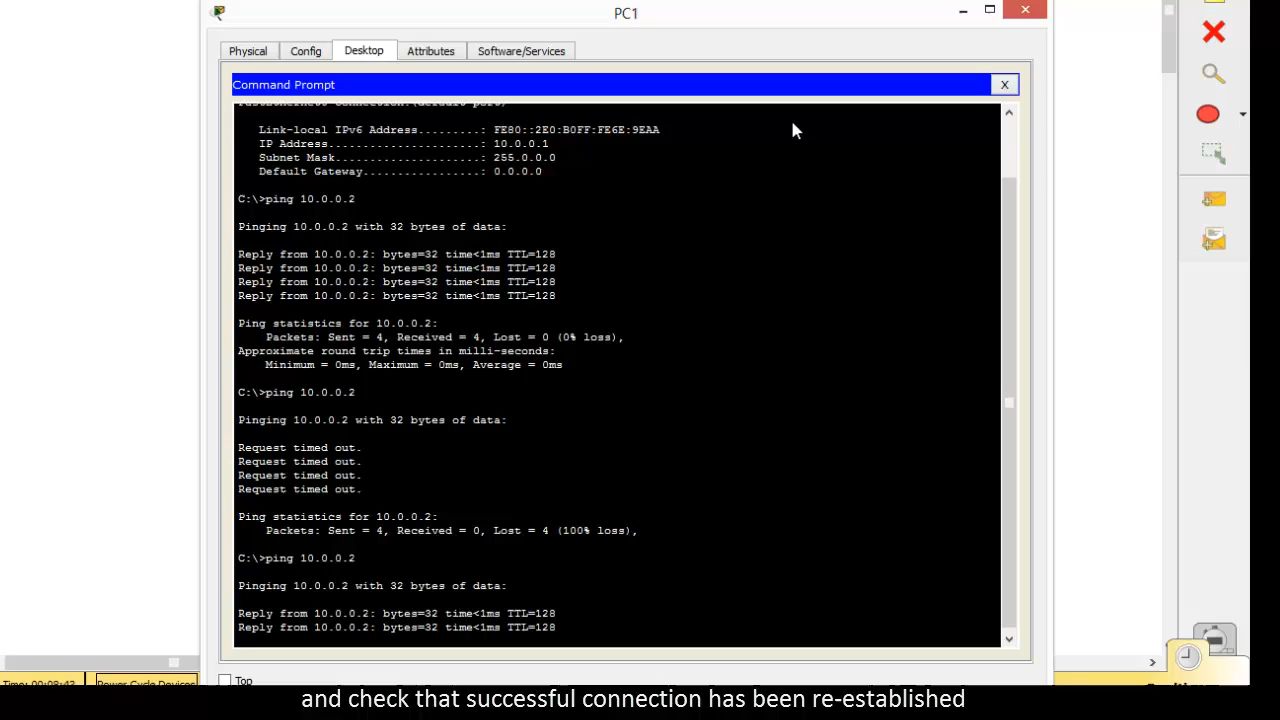 PC1
Physical Config Desktop Attributes Software/Services
Command Prompt X
Link-local IPv6 Address.........: FE80::2E0:B0FF:FE6E:9EAA
IP Address......................: 10.0.0.1
Subnet Mask.....................: 255.0.0.0
Default Gateway.................: 0.0.0.0
C:\>ping 10.0.0.2
Pinging 10.0.0.2 with 32 bytes of data:
Reply from 10.0.0.2: bytes=32 time<1ms TTL=128
Reply from 10.0.0.2: bytes=32 time<1ms TTL=128
Reply from 10.0.0.2: bytes=32 time<1ms TTL=128
Reply from 10.0.0.2: bytes=32 time<1ms TTL=128
Ping statistics for 10.0.0.2:
Packets: Sent = 4, Received = 4, Lost = 0 (0% loss),
Approximate round trip times in milli-seconds:
Minimum = 0ms, Maximum = 0ms, Average = 0ms
C:\>ping 10.0.0.2
Pinging 10.0.0.2 with 32 bytes of data:
Request timed out.
Request timed out.
Request timed out.
Request timed out.
Ping statistics for 10.0.0.2:
Packets: Sent = 4, Received = 0, Lost = 4 (100% loss),
C:\>ping 10.0.0.2
Pinging 10.0.0.2 with 32 bytes of data:
Reply from 10.0.0.2: bytes=32 time<1ms TTL=128
Reply from 10.0.0.2: bytes=32 time<1ms TTL=128
Top
Power Cycle Devices
and check that successful connection has been re-established